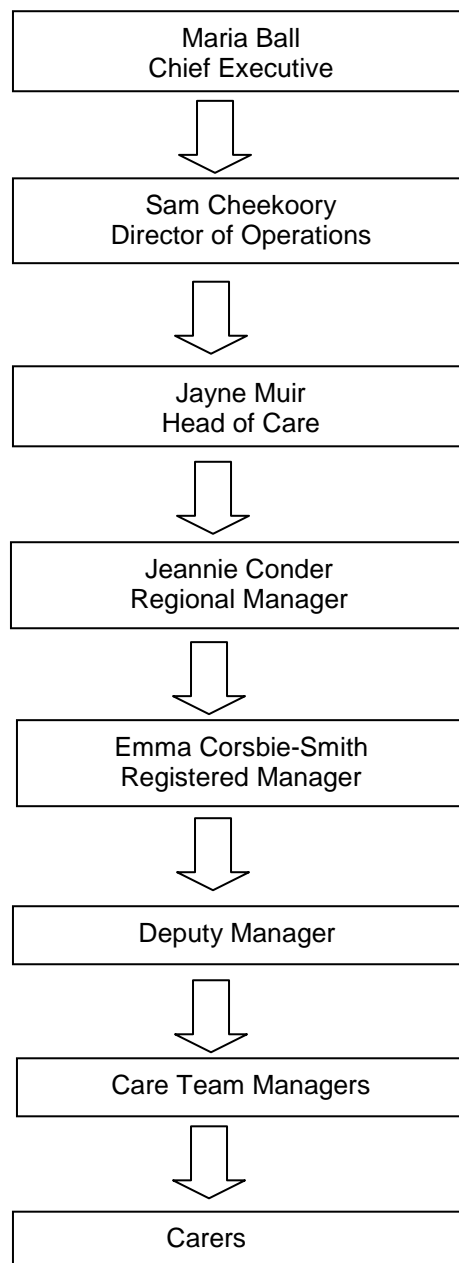 Maria Ball
Chief Executive
Sam Cheekoory
Director of Operations
Jayne Muir
Head of Care
Jeannie Conder
Regional Manager
Emma Corsbie-Smith
Registered Manager
Deputy Manager
Care Team Managers
Carers